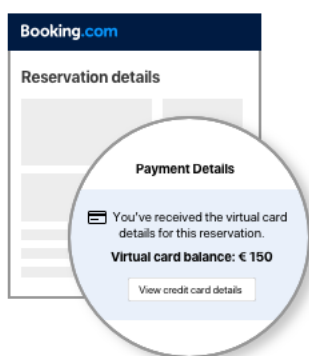 Booking.com
Reservation details
Payment Details
You've received the virtual card
details for this reservation.
Virtual card balance: € 150
View credit card details